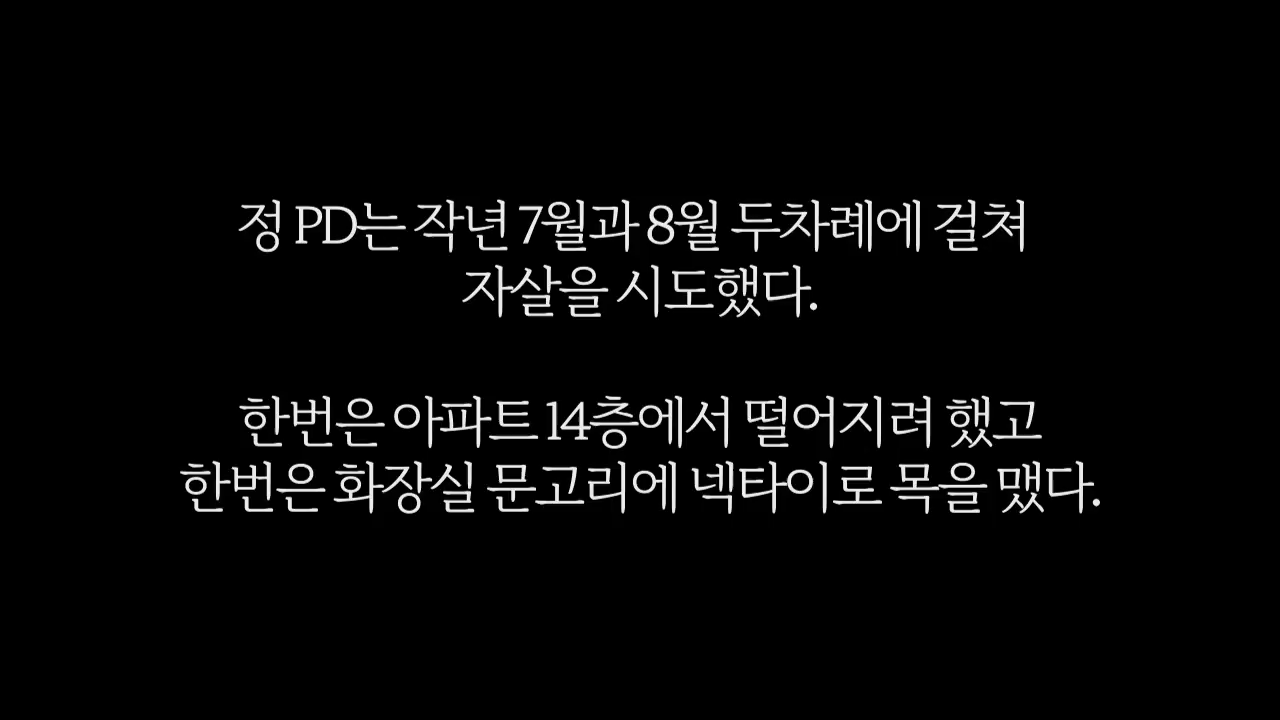 정 PD는 작년 7월과 8월 두차례에 걸쳐
자살을 시도했다.
한번은 아파트 14층에서 떨어지려 했고
한번은 화장실 문고리에 넥타이로 목을 맸다.